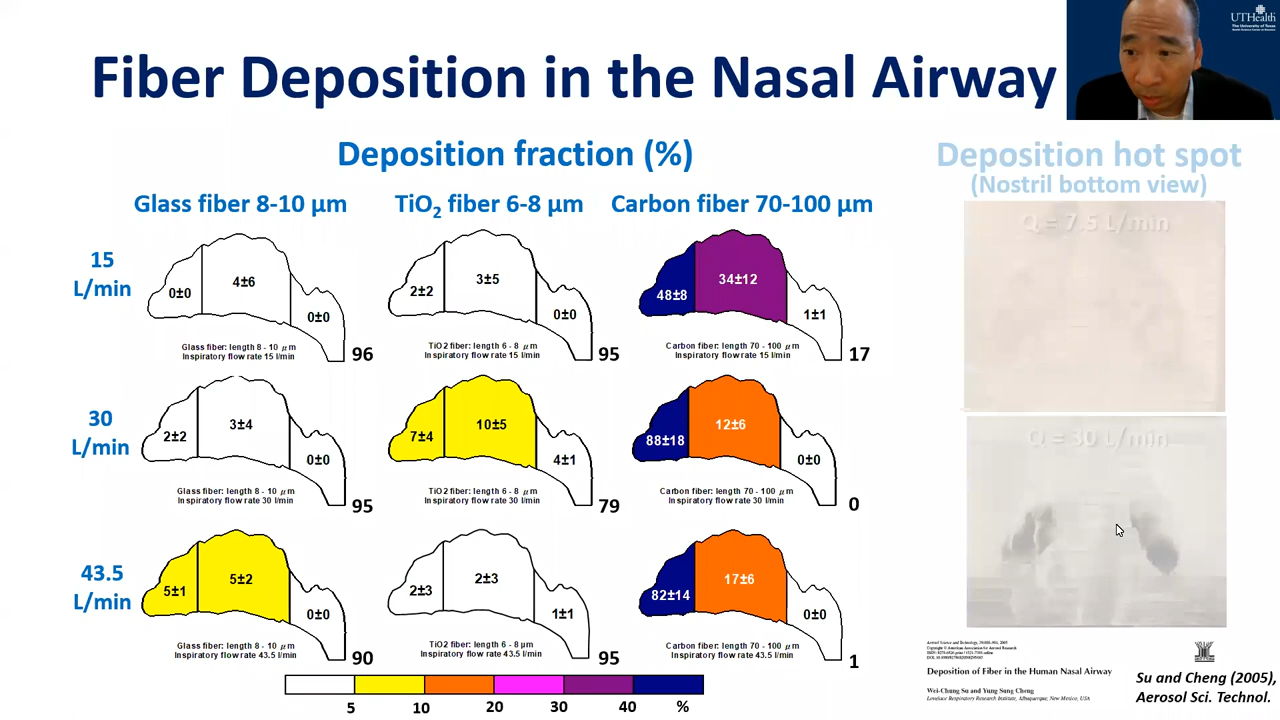 Fiber Deposition in the Nasal Airway
UTHealth
The University of Texas
Deposition fraction (%)
Glass fiber 8-10 µm
TiO2 fiber 6-8 µm
Carbon fiber 70-100 µm
15
L/min
0±0
4±6
0±0
Glass fiber: length 8 - 10 μm
Inspiratory flow rate 15 l/min
96
2±2
3±5
0±0
TiO2 fiber: length 6 - 8 μm
Inspiratory flow rate 15 l/min
95
48±8
34±12
1±1
Carbon fiber: length 70 - 100 μm
Inspiratory flow rate 15 l/min
17
30
L/min
2±2
3±4
0±0
Glass fiber: length 8 - 10 μm
Inspiratory flow rate 30 l/min
95
7±4
10±5
4±1
TiO2 fiber: length 6 - 8 μm
Inspiratory flow rate 30 l/min
79
88±18
12±6
0±0
Carbon fiber: length 70 - 100 μm
Inspiratory flow rate 30 l/min
0
43.5
L/min
5±1
5±2
0±0
Glass fiber: length 8 - 10 μm
Inspiratory flow rate 43.5 l/min
90
2±3
2±3
1±1
TiO2 fiber: length 6 - 8 μm
Inspiratory flow rate 43.5 l/min
95
82±14
17±6
0±0
Carbon fiber: length 70 - 100 μm
Inspiratory flow rate 43.5 l/min
1
5 10 20 30 40 %
Deposition hot spot
(Nostril bottom view)
Q = 7.5 L/min
Q = 30 L/min
Deposition of Fiber in the Human Nasal Airway
Wei-Chung Su and Yung Sung Cheng
Lovelace Respiratory Research Institute, Albuquerque, New Mexico, USA
Su and Cheng (2005),
Aerosol Sci. Technol.